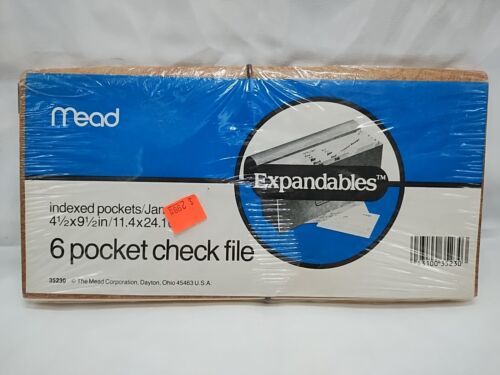 mead
Expandables™
indexed pockets/Jan
4½x9½in/11.4x24.1
6 pocket check file
35230 © The Mead Corporation, Dayton, Ohio 45463 U.S.A.